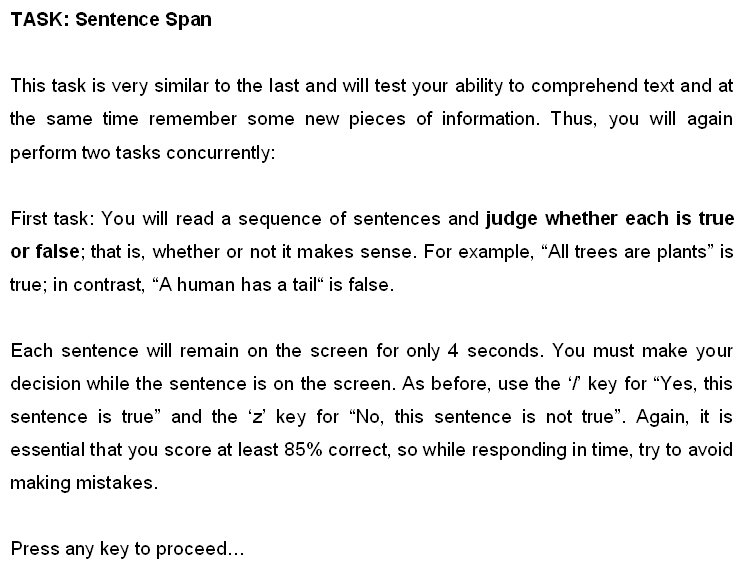 TASK: Sentence Span
This task is very similar to the last and will test your ability to comprehend text and at
the same time remember some new pieces of information. Thus, you will again
perform two tasks concurrently:
First task: You will read a sequence of sentences and judge whether each is true
or false; that is, whether or not it makes sense. For example, “All trees are plants” is
true; in contrast, “A human has a tail“ is false.
Each sentence will remain on the screen for only 4 seconds. You must make your
decision while the sentence is on the screen. As before, use the ‘/’ key for “Yes, this
sentence is true” and the ‘z’ key for “No, this sentence is not true”. Again, it is
essential that you score at least 85% correct, so while responding in time, try to avoid
making mistakes.
Press any key to proceed…